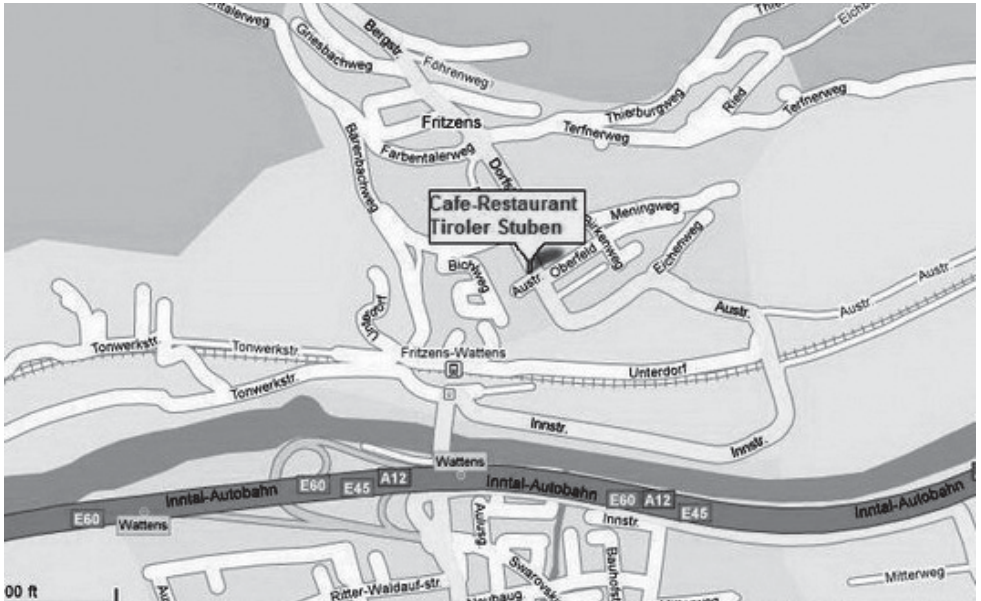 Griesbachweg
Bergstr.
Föhrenweg
Thierburgweg
Ried
Terfnerweg
Fritzens
Terfnerweg
Farbentalerweg
Bärenbachweg
Cafe-Restaurant
Tiroler Stuben
Meningweg
Eichenweg
Oberfeld
Austr.
Bichlweg
Austr.
Austr.
Austr.
Unterdorf
Tonwerkstr.
Tonwerkstr.
Fritzens-Wattens
Unterdorf
Tonwerkstr.
Innstr.
Innstr.
Wattens
Inntal-Autobahn
E60
E45
A12
Inntal-Autobahn
E60
A12
E45
Inntal-Autobahn
E60
Wattens
Innstr.
Ritter-Waldauf-str.
Mitterweg
00 ft